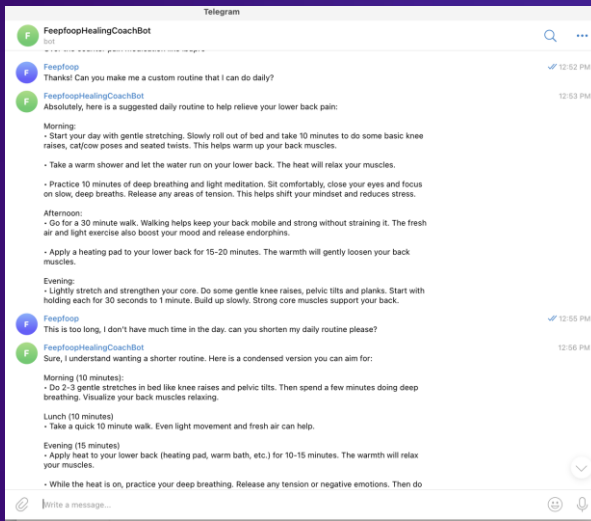 Telegram
F
FeepfoopHealingCoachBot
bot
F
Feepfoop
12:52 PM
Thanks! Can you make me a custom routine that I can do daily?
F
FeepfoopHealingCoachBot
12:53 PM
Absolutely, here is a suggested daily routine to help relieve your lower back pain:
Morning:
• Start your day with gentle stretching. Slowly roll out of bed and take 10 minutes to do some basic knee
raises, cat/cow poses and seated twists. This helps warm up your back muscles.
• Take a warm shower and let the water run on your lower back. The heat will relax your muscles.
• Practice 10 minutes of deep breathing and light meditation. Sit comfortably, close your eyes and focus
on slow, deep breaths. Release any areas of tension. This helps shift your mindset and reduces stress.
Afternoon:
• Go for a 30 minute walk. Walking helps keep your back mobile and strong without straining it. The fresh
air and light exercise also boost your mood and release endorphins.
• Apply a heating pad to your lower back for 15-20 minutes. The warmth will gently loosen your back
muscles.
Evening:
• Lightly stretch and strengthen your core. Do some gentle knee raises, pelvic tilts and planks. Start with
holding each for 30 seconds to 1 minute. Build up slowly. Strong core muscles support your back.
F
Feepfoop
12:55 PM
This is too long, I don't have much time in the day. can you shorten my daily routine please?
F
FeepfoopHealingCoachBot
12:56 PM
Sure, I understand wanting a shorter routine. Here is a condensed version you can aim for:
Morning (10 minutes):
• Do 2-3 gentle stretches in bed like knee raises and pelvic tilts. Then spend a few minutes doing deep
breathing. Visualize your back muscles relaxing.
Lunch (10 minutes)
• Take a quick 10 minute walk. Even light movement and fresh air can help.
Evening (15 minutes)
• Apply heat to your lower back (heating pad, warm bath, etc.) for 10-15 minutes. The warmth will relax
your muscles.
• While the heat is on, practice your deep breathing. Release any tension or negative emotions. Then do
Write a message...